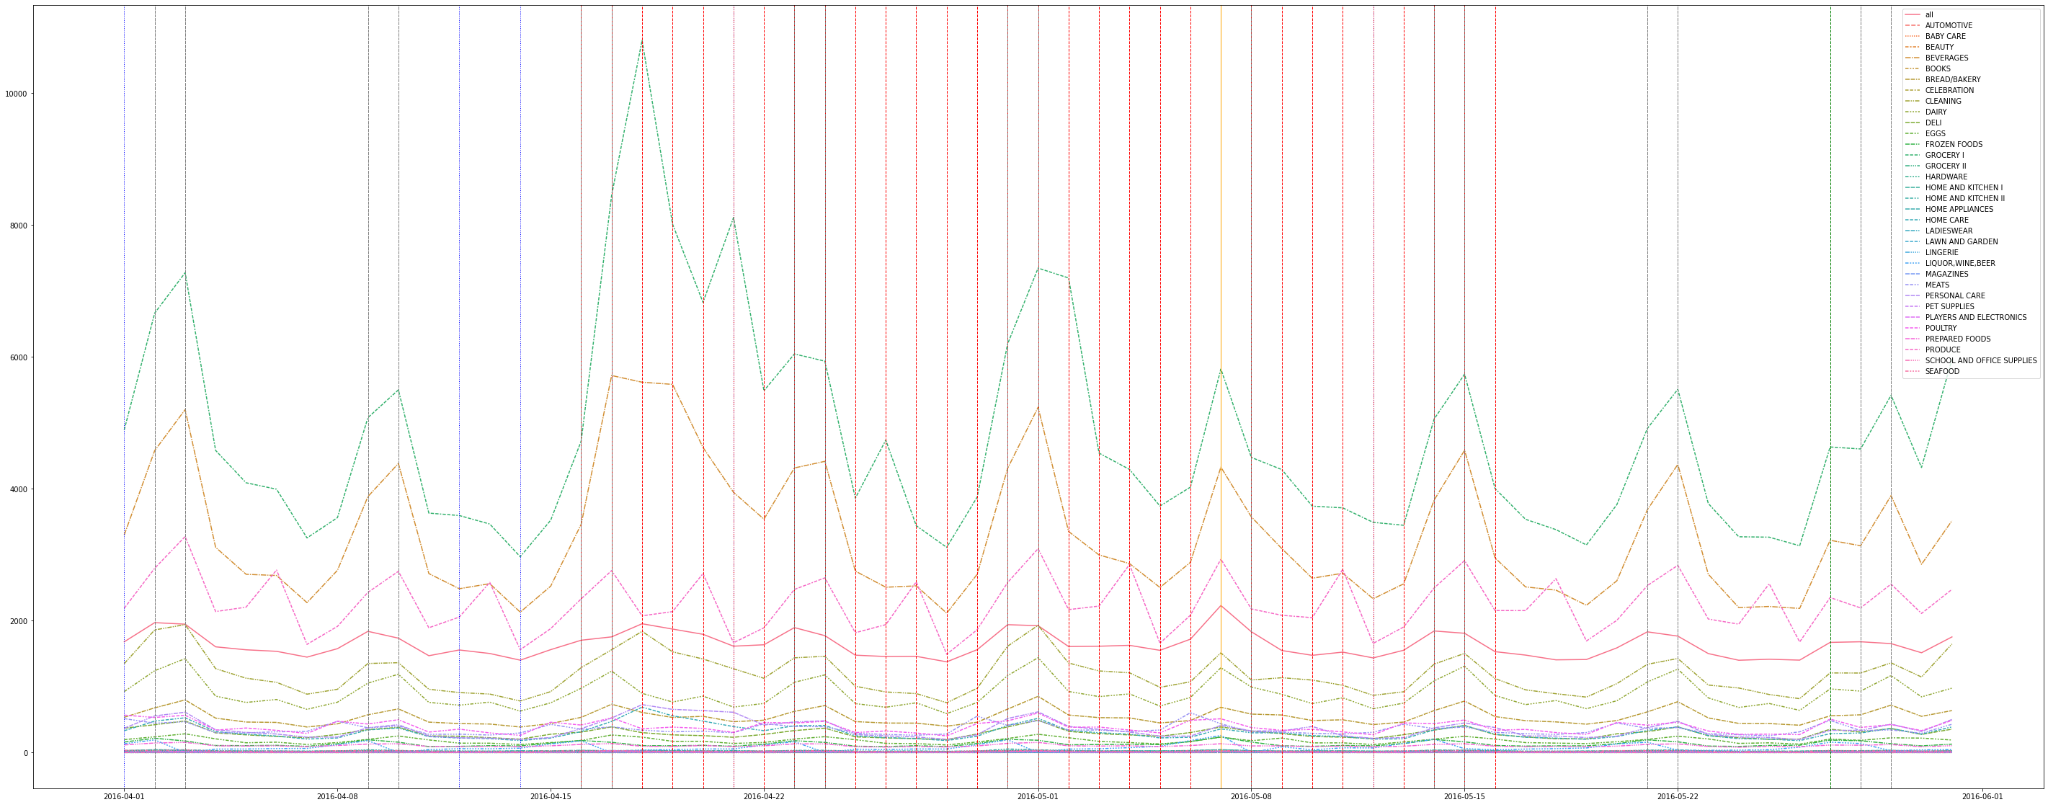 10000
8000
6000
4000
2000
0
2016-04-01
2016-04-08
2016-04-15
2016-04-22
2016-05-01
2016-05-08
2016-05-15
2016-05-22
2016-06-01
all
AUTOMOTIVE
BABY CARE
BEAUTY
BEVERAGES
BOOKS
BREAD/BAKERY
CELEBRATION
CLEANING
DAIRY
DELI
EGGS
FROZEN FOODS
GROCERY I
GROCERY II
HARDWARE
HOME AND KITCHEN I
HOME AND KITCHEN II
HOME APPLIANCES
HOME CARE
LADIESWEAR
LAWN AND GARDEN
LINGERIE
LIQUOR,WINE,BEER
MAGAZINES
MEATS
PERSONAL CARE
PET SUPPLIES
PLAYERS AND ELECTRONICS
POULTRY
PREPARED FOODS
PRODUCE
SCHOOL AND OFFICE SUPPLIES
SEAFOOD